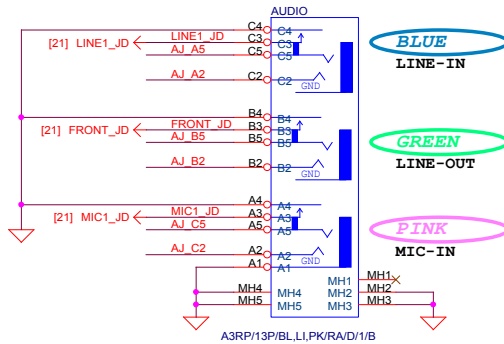 AUDIO
C4 C4
[21] LINE1_JD LINE1_JD C3 C3
AJ_A5 C5 C5
BLUE
LINE-IN
AJ_A2 C2 C2
GND
B4 B4
[21] FRONT_JD FRONT_JD B3 B3
AJ_B5 B5 B5
GREEN
LINE-OUT
AJ_B2 B2 B2
GND
A4 A4
[21] MIC1_JD MIC1_JD A3 A3
AJ_C5 A5 A5
PINK
MIC-IN
AJ_C2 A2 A2
GND
A1 A1
MH1 MH1
MH4 MH4 MH2 MH2
MH5 MH5 MH3 MH3
A3RP/13P/BL,LI,PK/RA/D/1/B